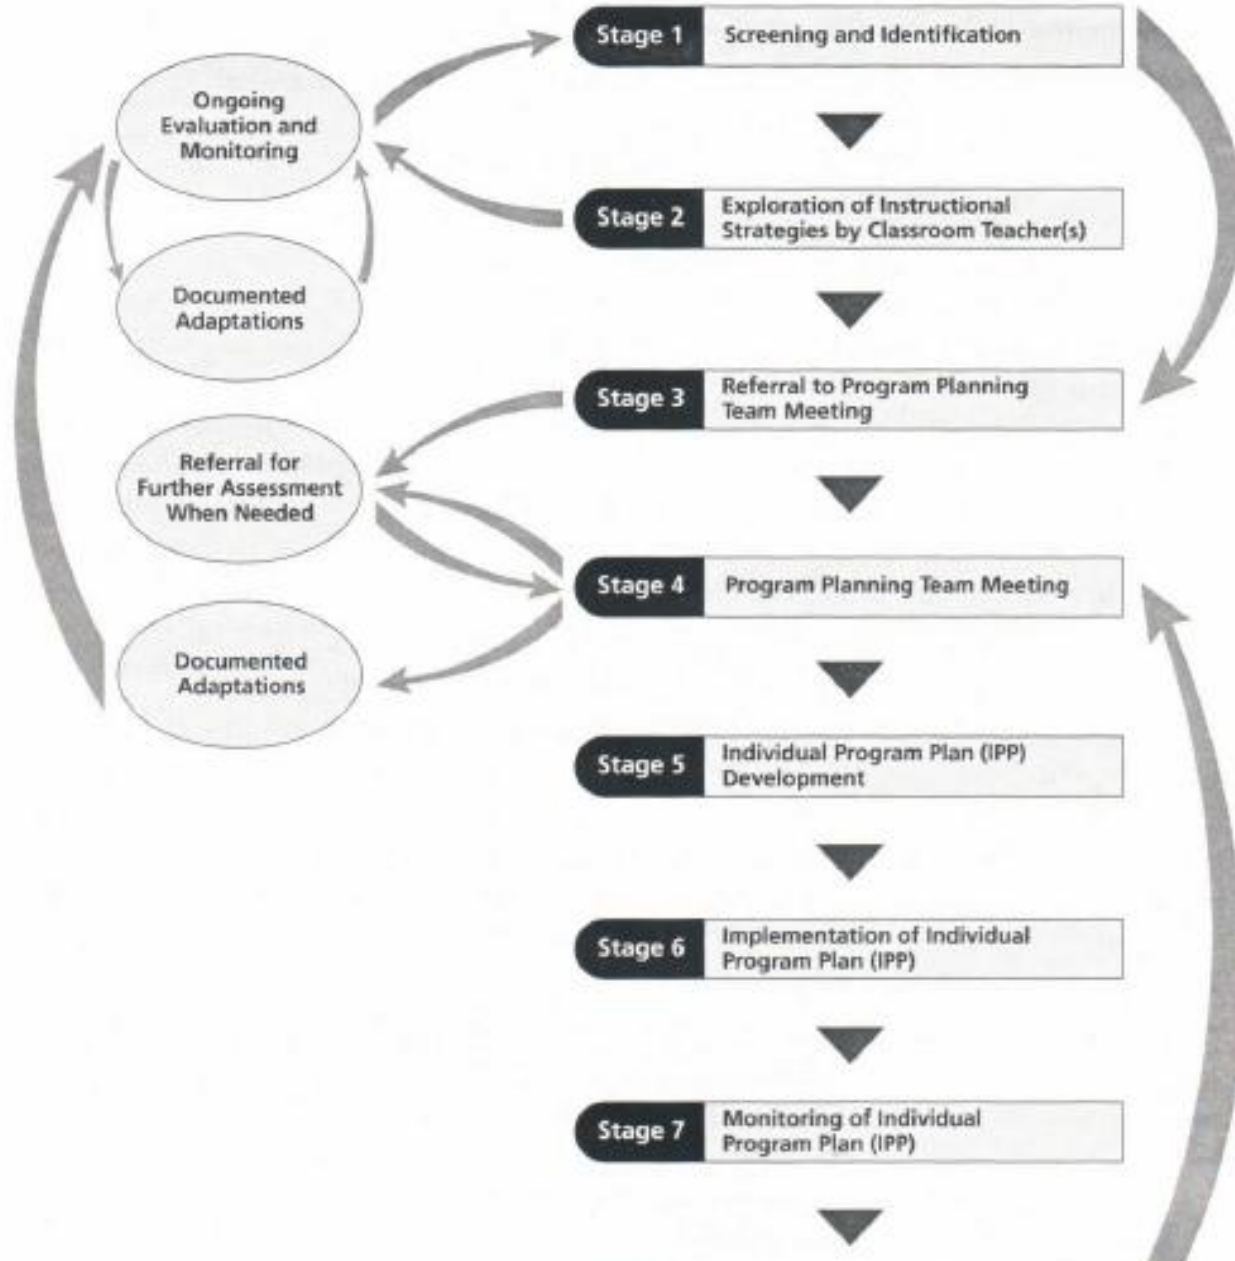 Stage 1 Screening and Identification
Ongoing
Evaluation and
Monitoring
Stage 2 Exploration of Instructional
Strategies by Classroom Teacher(s)
Documented
Adaptations
Stage 3 Referral to Program Planning
Team Meeting
Referral for
Further Assessment
When Needed
Stage 4 Program Planning Team Meeting
Documented
Adaptations
Stage 5 Individual Program Plan (IPP)
Development
Stage 6 Implementation of Individual
Program Plan (IPP)
Stage 7 Monitoring of Individual
Program Plan (IPP)